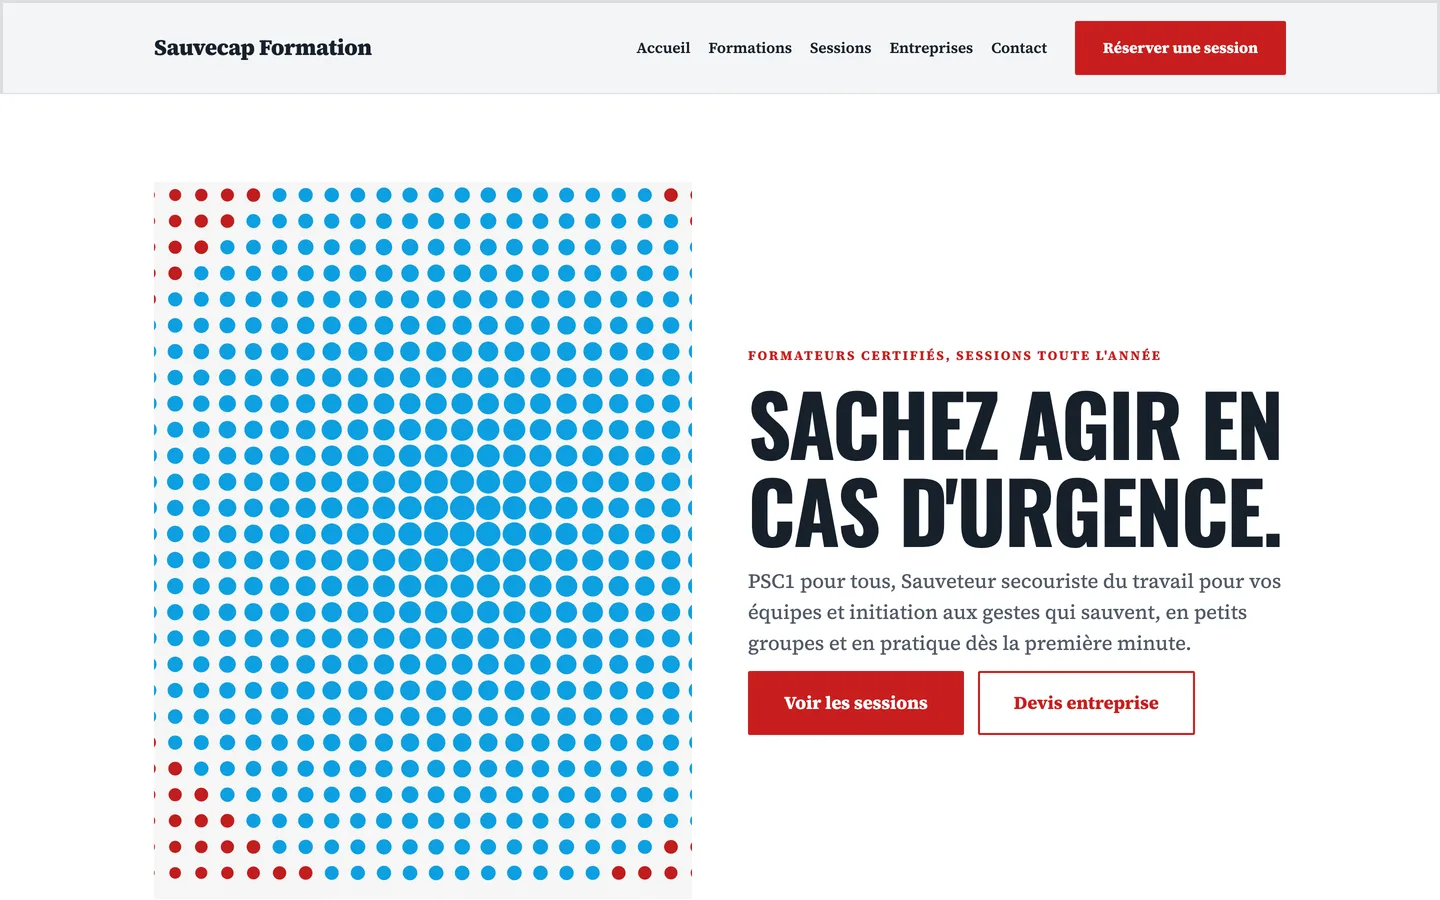 Sauvecap Formation
Accueil Formations Sessions Entreprises Contact Réserver une session
FORMATEURS CERTIFIÉS, SESSIONS TOUTE L'ANNÉE
SACHEZ AGIR EN
CAS D'URGENCE.
PSC1 pour tous, Sauveteur secouriste du travail pour vos
équipes et initiation aux gestes qui sauvent, en petits
groupes et en pratique dès la première minute.
Voir les sessions Devis entreprise